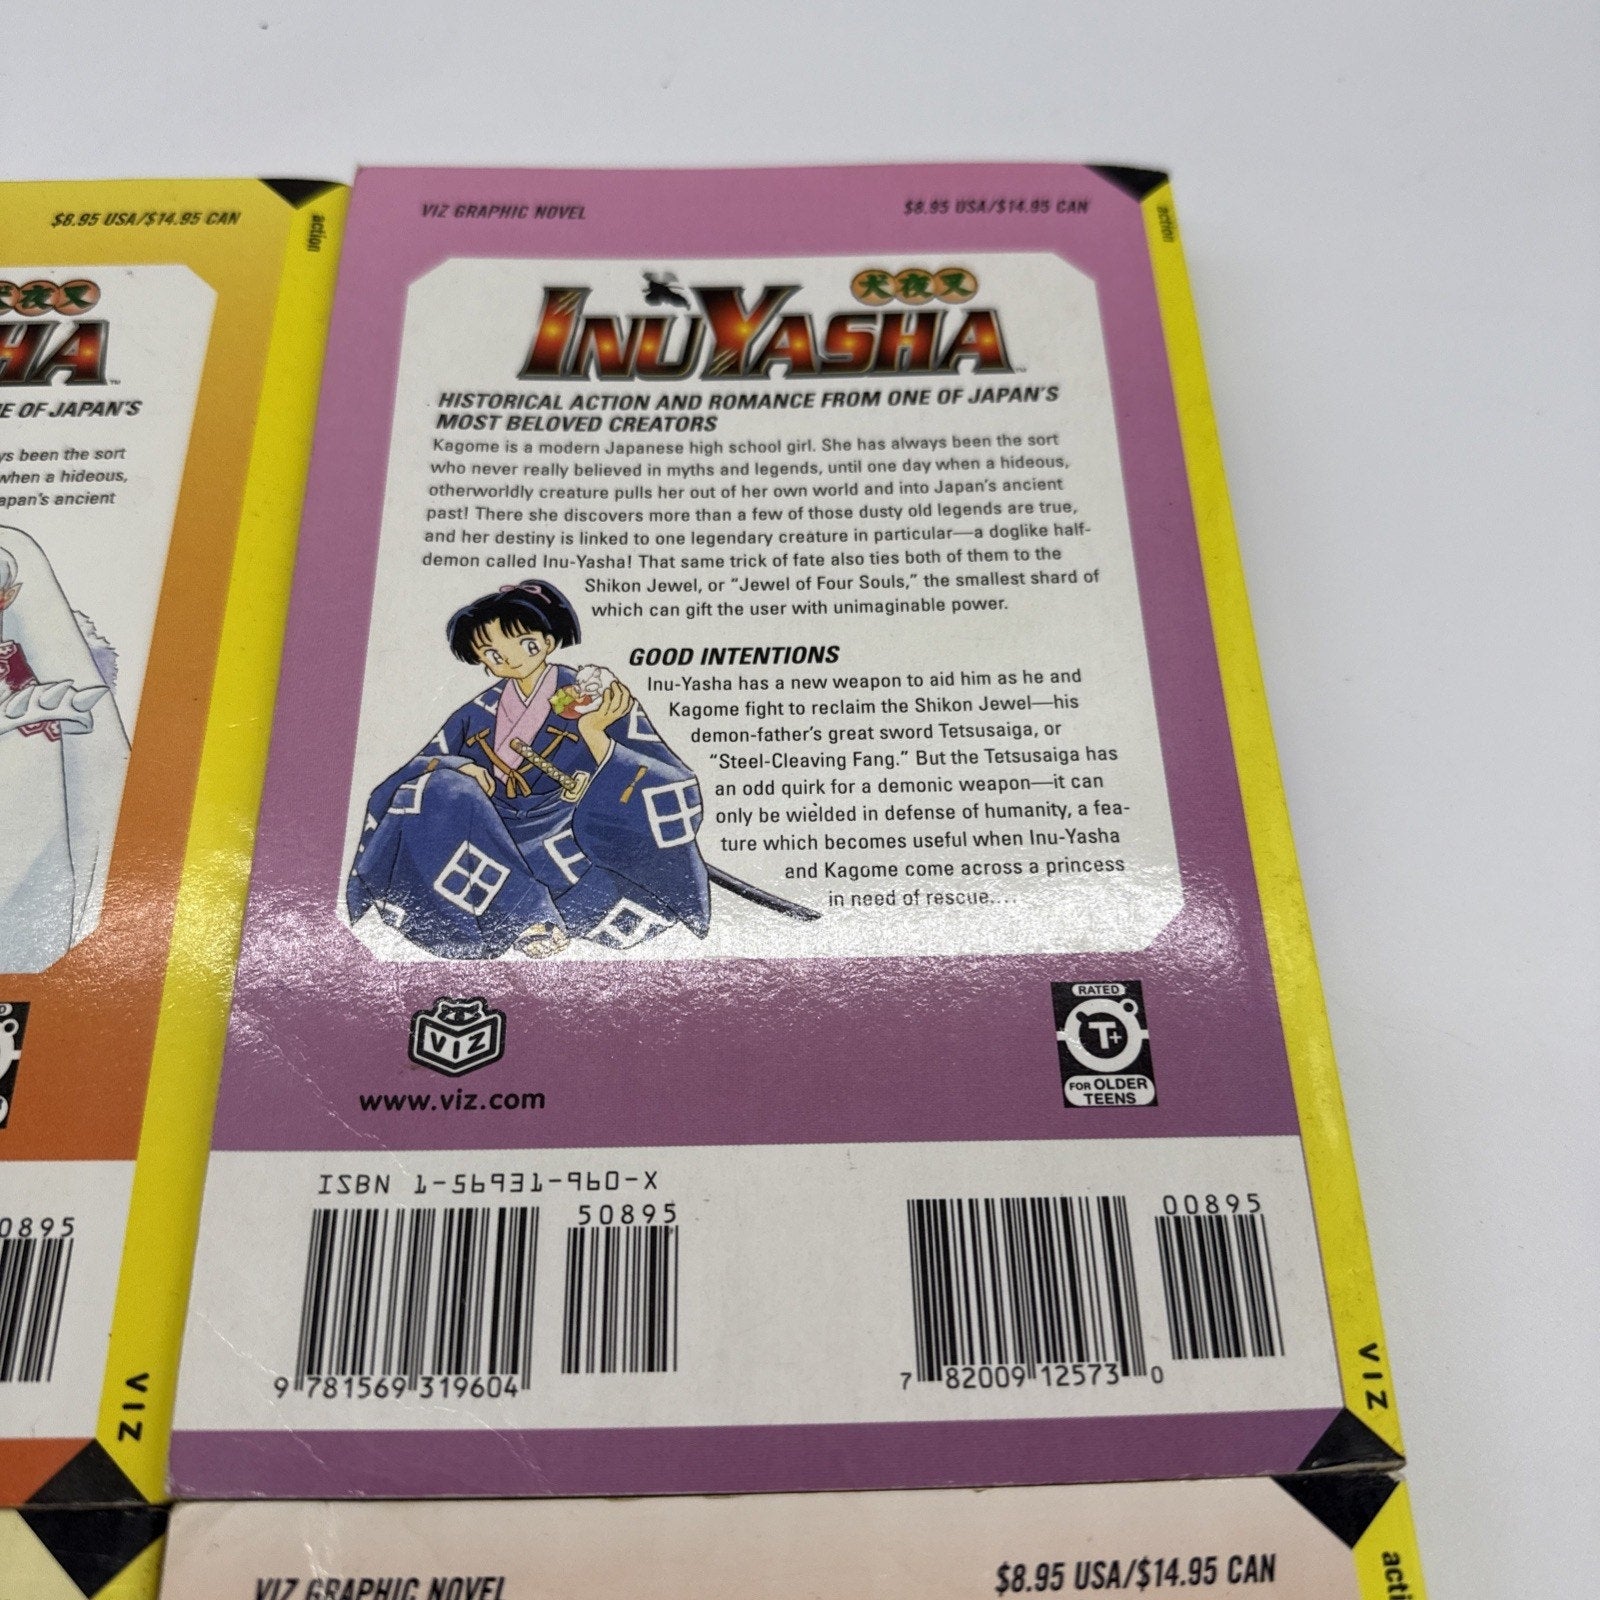 $8.95 USA/$14.95 CAN
action
犬夜叉
HA
E OF JAPAN'S
ys been the sort
when a hideous,
apan's ancient
0895
VIZ
VIZ GRAPHIC NOVEL
$8.95 USA/$14.95 CAN
action
犬夜叉
INUYASHA
™
HISTORICAL ACTION AND ROMANCE FROM ONE OF JAPAN'S
MOST BELOVED CREATORS
Kagome is a modern Japanese high school girl. She has always been the sort
who never really believed in myths and legends, until one day when a hideous,
otherworldly creature pulls her out of her own world and into Japan's ancient
past! There she discovers more than a few of those dusty old legends are true,
and her destiny is linked to one legendary creature in particular—a doglike half-
demon called Inu-Yasha! That same trick of fate also ties both of them to the
Shikon Jewel, or "Jewel of Four Souls," the smallest shard of
which can gift the user with unimaginable power.
GOOD INTENTIONS
Inu-Yasha has a new weapon to aid him as he and
Kagome fight to reclaim the Shikon Jewel—his
demon-father's great sword Tetsusaiga, or
"Steel-Cleaving Fang." But the Tetsusaiga has
an odd quirk for a demonic weapon—it can
only be wielded in defense of humanity, a fea-
ture which becomes useful when Inu-Yasha
and Kagome come across a princess
in need of rescue....
VIZ
www.viz.com
RATED
T+
FOR OLDER
TEENS
ISBN 1-56931-960-X
50895
9 781569 319604
00895
7 82009 12573 0
VIZ
VIZ GRAPHIC NOVEL
$8.95 USA/$14.95 CAN
acti